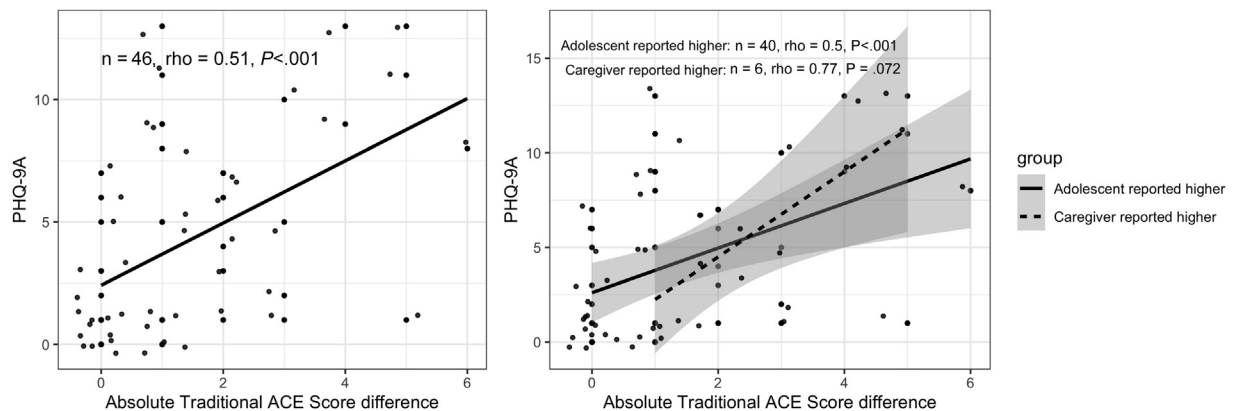 n = 46, rho = 0.51, P<.001
10
5
0
PHQ-9A
0 2 4 6
Absolute Traditional ACE Score difference
Adolescent reported higher: n = 40, rho = 0.5, P<.001
Caregiver reported higher: n = 6, rho = 0.77, P = .072
15
10
5
0
PHQ-9A
0 2 4 6
Absolute Traditional ACE Score difference
group
Adolescent reported higher
Caregiver reported higher